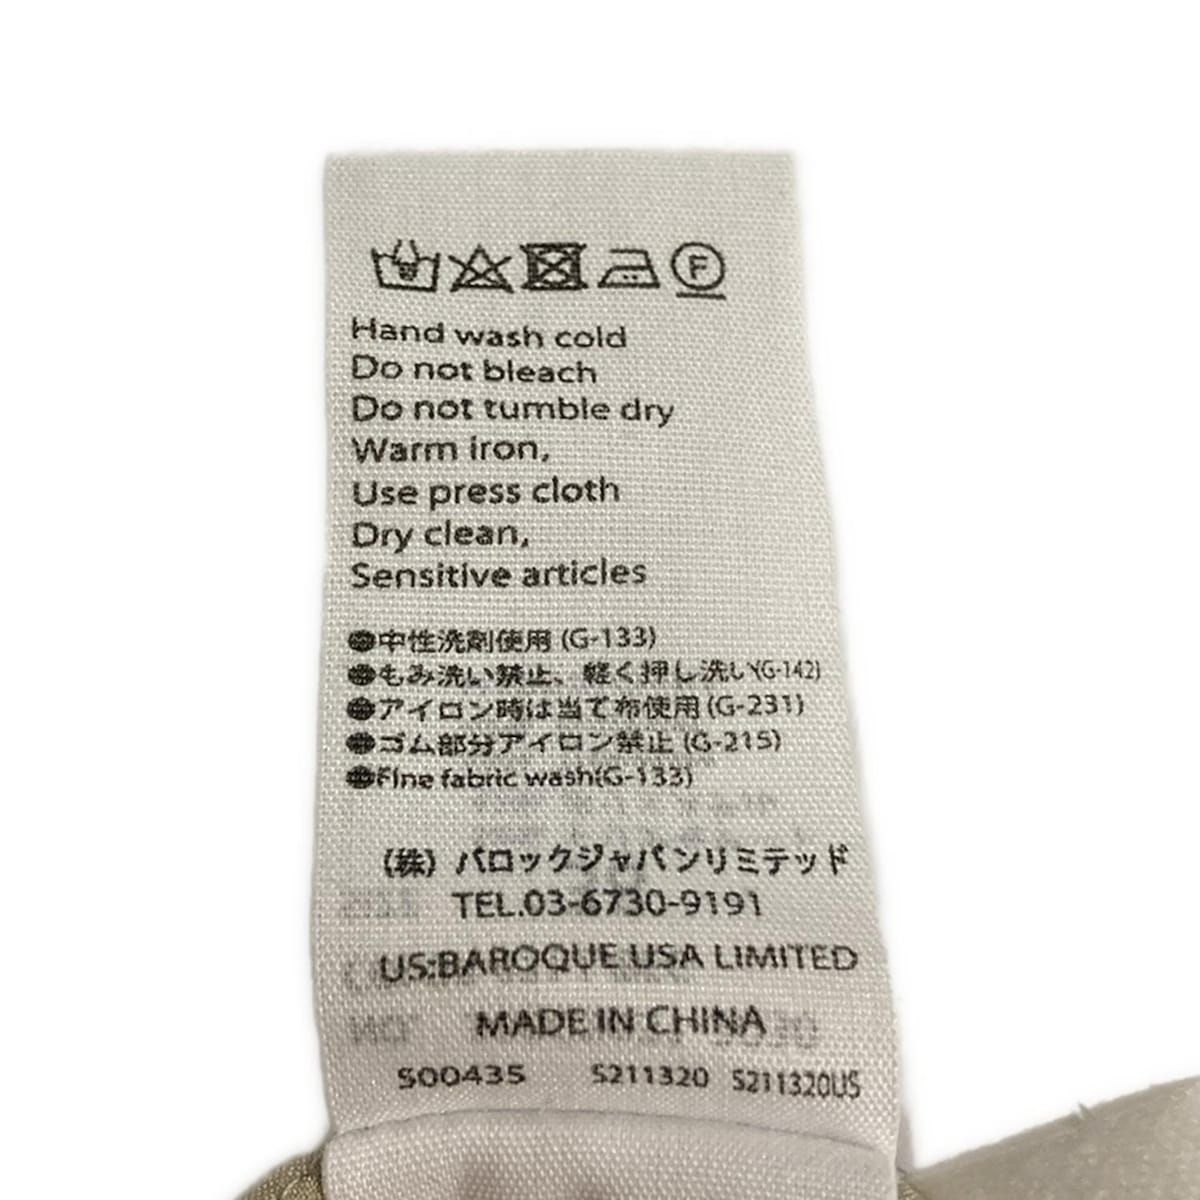 F
Hand wash cold
Do not bleach
Do not tumble dry
Warm iron,
Use press cloth
Dry clean,
Sensitive articles
●中性洗剤使用 (G-133)
●もみ洗い禁止、軽く押し洗い(G-142)
●アイロン時は当て布使用 (G-231)
●ゴム部分アイロン禁止 (G-215)
●Fine fabric wash(G-133)
(株) バロックジャパンリミテッド
TEL.03-6730-9191
US:BAROQUE USA LIMITED
MADE IN CHINA
S00435 S211320 S211320US